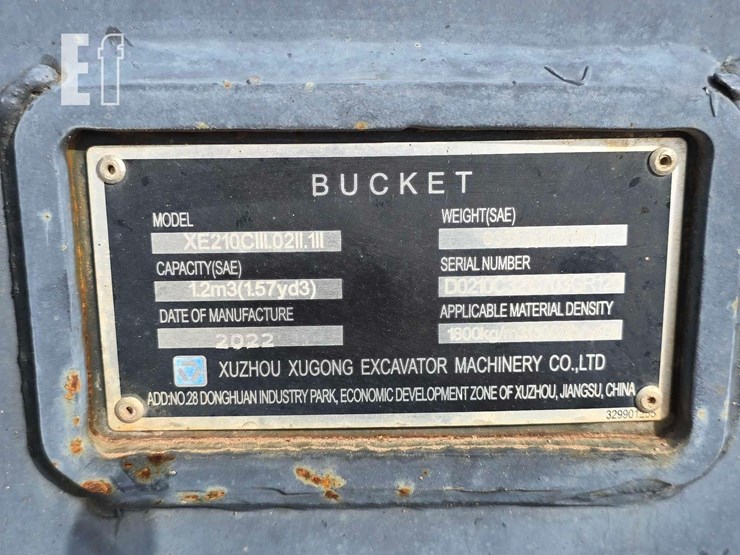 Ef
BUCKET
MODEL
XE210CIII.02II.1II
CAPACITY(SAE)
1.2m3(1.57yd3)
DATE OF MANUFACTURE
2022
WEIGHT(SAE)
SERIAL NUMBER
APPLICABLE MATERIAL DENSITY
XUZHOU XUGONG EXCAVATOR MACHINERY CO.,LTD
ADD:NO.28 DONGHUAN INDUSTRY PARK, ECONOMIC DEVELOPMENT ZONE OF XUZHOU, JIANGSU, CHINA